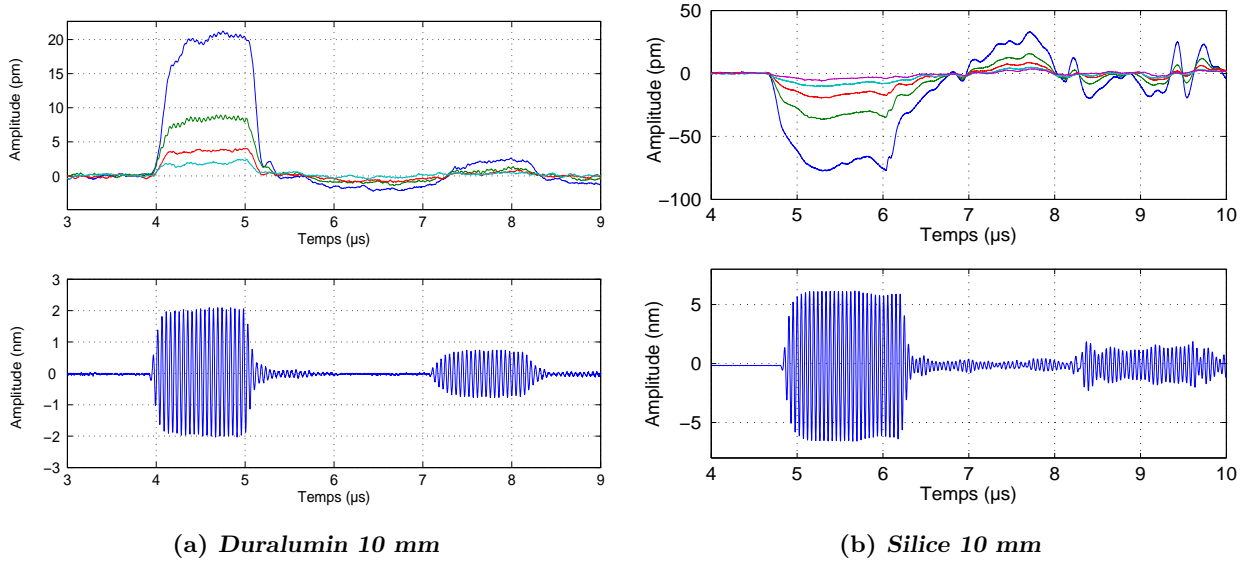 Amplitude (pm)
20
15
10
5
0
3 4 5 6 7 8 9
Temps (µs)
Amplitude (nm)
3
2
1
0
−1
−2
−3
3 4 5 6 7 8 9
Temps (µs)
(a) Duralumin 10 mm
Amplitude (pm)
50
0
−50
−100
4 5 6 7 8 9 10
Temps (µs)
Amplitude (nm)
5
0
−5
4 5 6 7 8 9 10
Temps (µs)
(b) Silice 10 mm